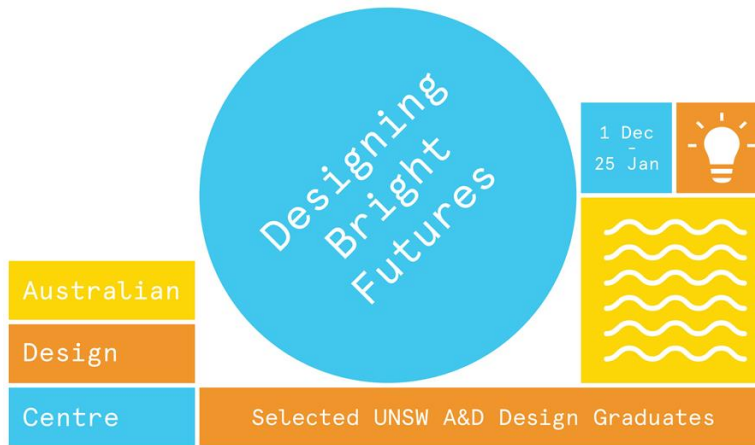 Designing
Bright
Futures
1 Dec
-
25 Jan
Australian
Design
Centre
Selected UNSW A&D Design Graduates